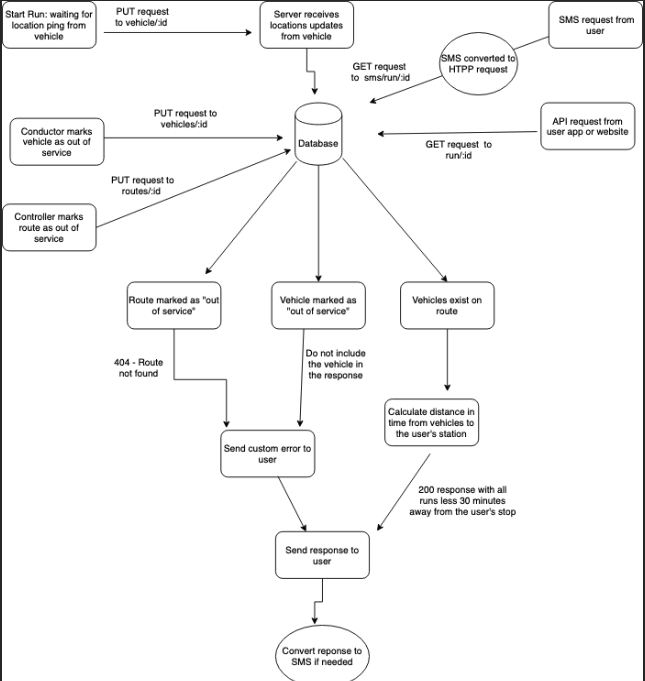 Start Run: waiting for
location ping from
vehicle
PUT request
to vehicle/:id
Server receives
locations updates
from vehicle
SMS request from
user
SMS converted to
HTPP request
GET request
to sms/run/:id
Conductor marks
vehicle as out of
service
PUT request to
vehicles/:id
Database
API request from
user app or website
GET request to
run/:id
PUT request to
routes/:id
Controller marks
route as out of
service
Route marked as "out
of service"
Vehicle marked as
"out of service"
Vehicles exist on
route
404 - Route
not found
Do not include
the vehicle in
the response
Calculate distance in
time from vehicles to
the user's station
Send custom error to
user
200 response with all
runs less 30 minutes
away from the user's stop
Send response to
user
Convert reponse to
SMS if needed